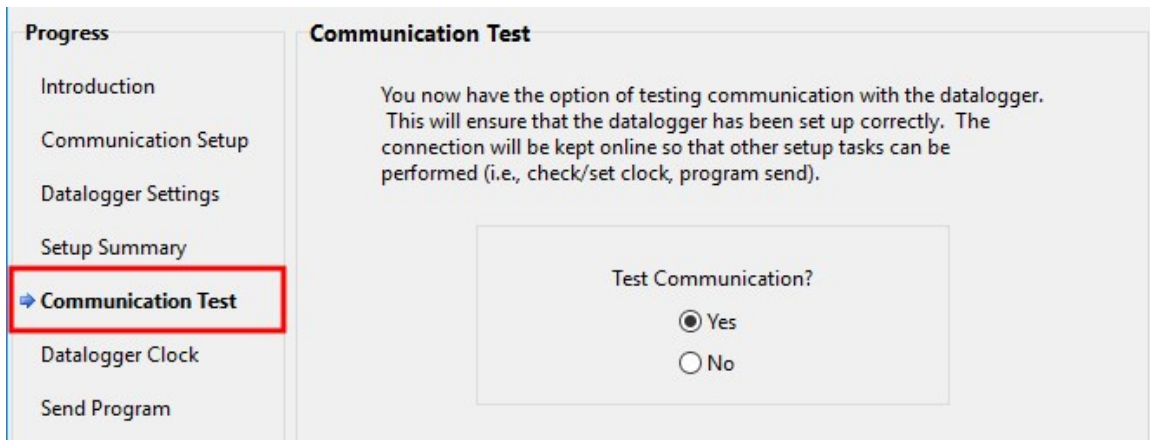 Progress
Introduction
Communication Setup
Datalogger Settings
Setup Summary
Communication Test
Datalogger Clock
Send Program
Communication Test
You now have the option of testing communication with the datalogger.
This will ensure that the datalogger has been set up correctly.  The
connection will be kept online so that other setup tasks can be
performed (i.e., check/set clock, program send).
Test Communication?
Yes
No